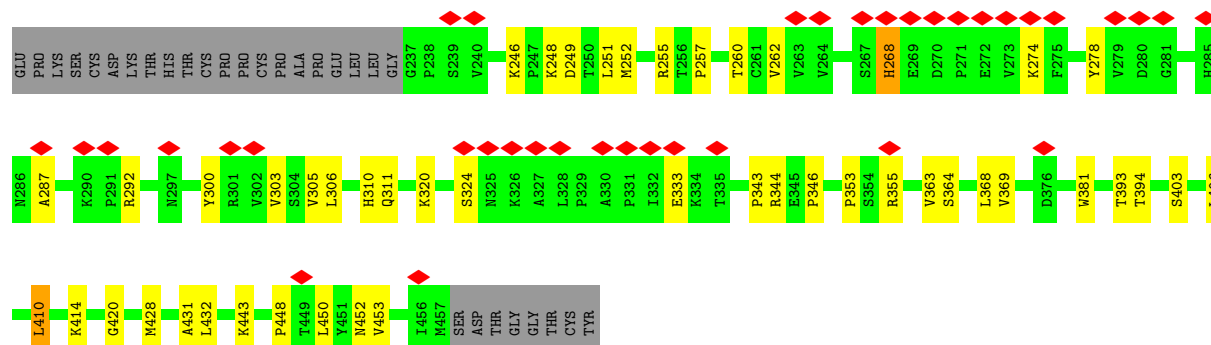 GLU PRO LYS SER CYS ASP LYS THR HIS THR CYS PRO PRO CYS PRO ALA PRO GLU LEU LEU GLY G237 P238 S239 V240 K246 P247 K248 D249 T250 L251 M252 R255 T256 P257 T260 C261 V262 V263 V264 S267 H268 E269 D270 P271 E272 V273 K274 F275 Y278 V279 D280 G281 H285
N286 A287 K290 P291 R292 N297 Y300 R301 V302 V303 S304 V305 L306 H310 Q311 K320 S324 N325 K326 A327 L328 P329 A330 P331 I332 E333 K334 T335 P343 R344 E345 P346 P353 S354 R355 V363 S364 L368 V369 D376 W381 T393 T394 S403
L410 K414 G420 M428 A431 L432 K443 P448 T449 L450 Y451 N452 V453 I456 M457 SER ASP THR GLY GLY THR CYS TYR